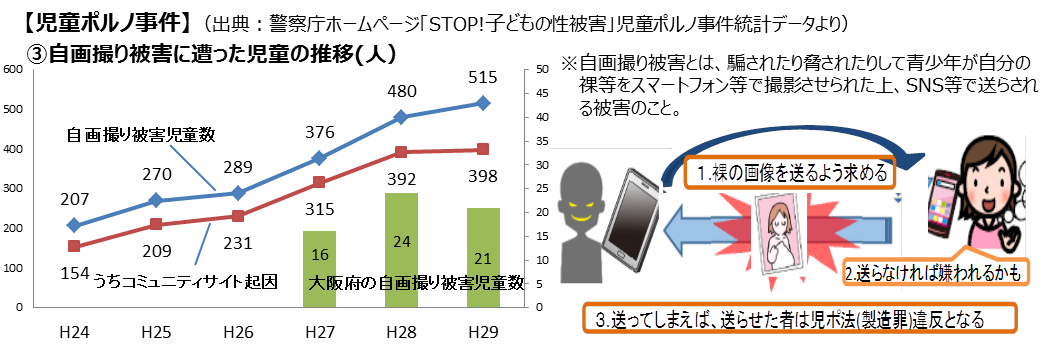 【児童ポルノ事件】（出典：警察庁ホームページ「STOP!子どもの性被害」児童ポルノ事件統計データより）
③自画撮り被害に遭った児童の推移(人)
600
500
400
300
200
100
0
50
45
40
35
30
25
20
15
10
5
0
207
270
289
376
480
515
自画撮り被害児童数
154
209
231
315
392
398
うちコミュニティサイト起因
16
24
21
大阪府の自画撮り被害児童数
H24
H25
H26
H27
H28
H29
※自画撮り被害とは、騙されたり脅されたりして青少年が自分の
裸等をスマートフォン等で撮影させられた上、SNS等で送らされ
る被害のこと。
1.裸の画像を送るよう求める
2.送らなければ嫌われるかも
3.送ってしまえば、送らせた者は児ポ法(製造罪)違反となる